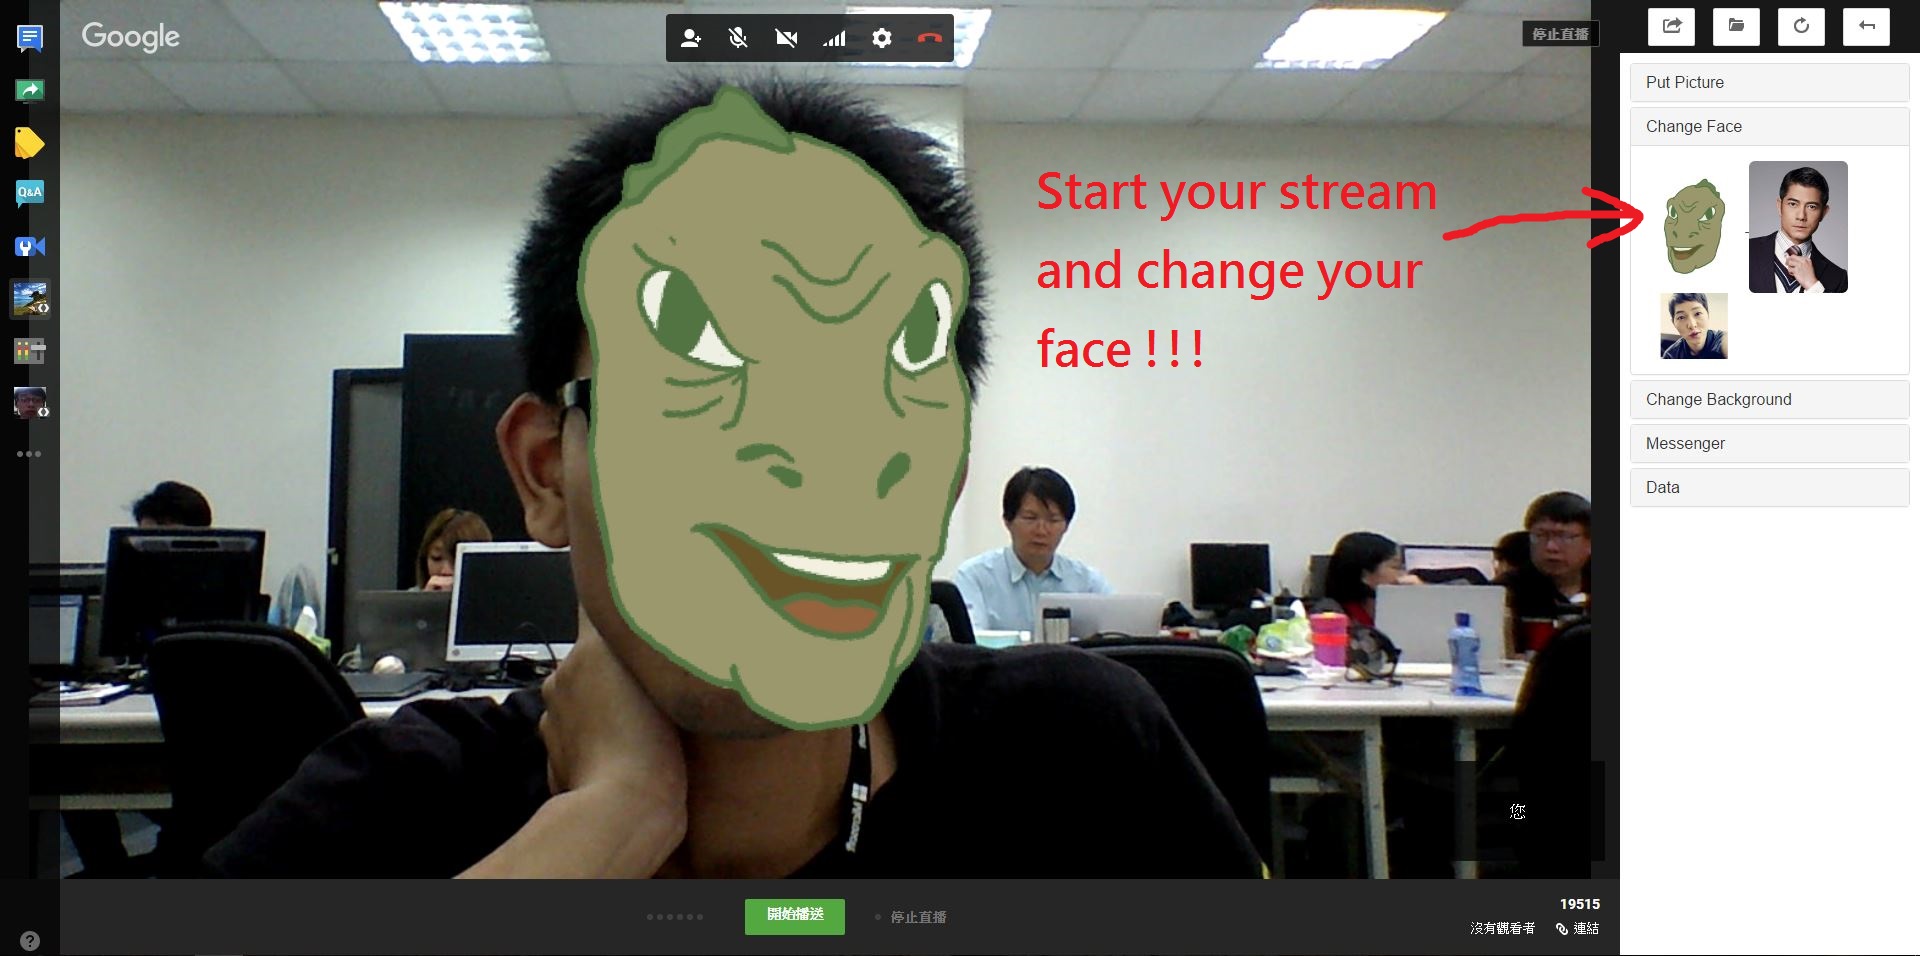 Google
停止直播
Put Picture
Change Face
Start your stream
and change your
face ! ! !
Q&A
Change Background
Messenger
Data
您
開始播送
停止直播
19515
沒有觀看者
連結
?